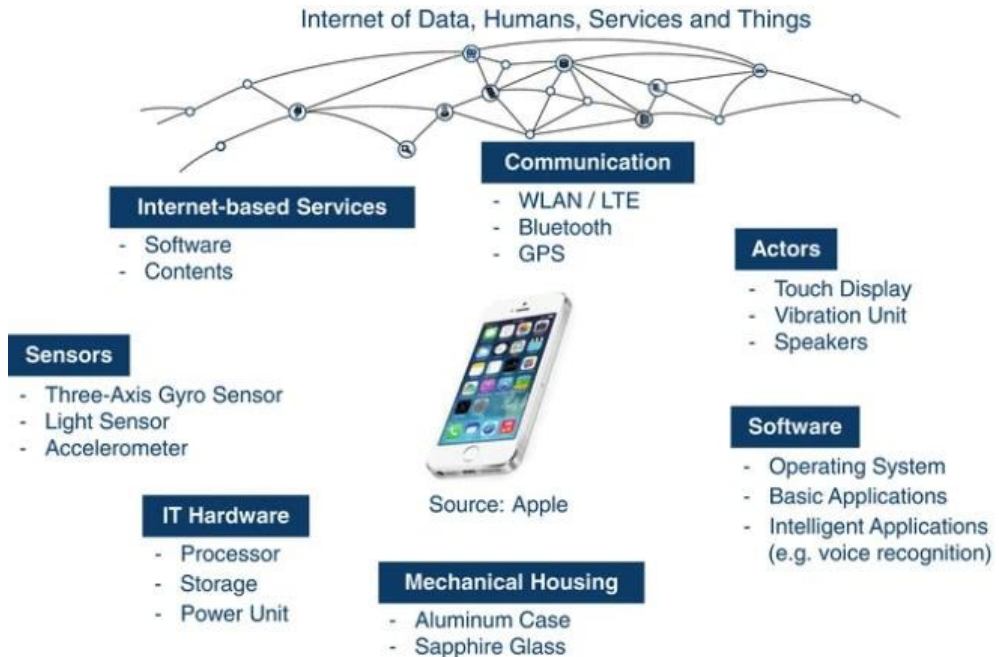 Internet of Data, Humans, Services and Things
Communication
- WLAN / LTE
- Bluetooth
- GPS
Internet-based Services
- Software
- Contents
Actors
- Touch Display
- Vibration Unit
- Speakers
Sensors
- Three-Axis Gyro Sensor
- Light Sensor
- Accelerometer
Software
- Operating System
- Basic Applications
- Intelligent Applications
(e.g. voice recognition)
Source: Apple
IT Hardware
- Processor
- Storage
- Power Unit
Mechanical Housing
- Aluminum Case
- Sapphire Glass